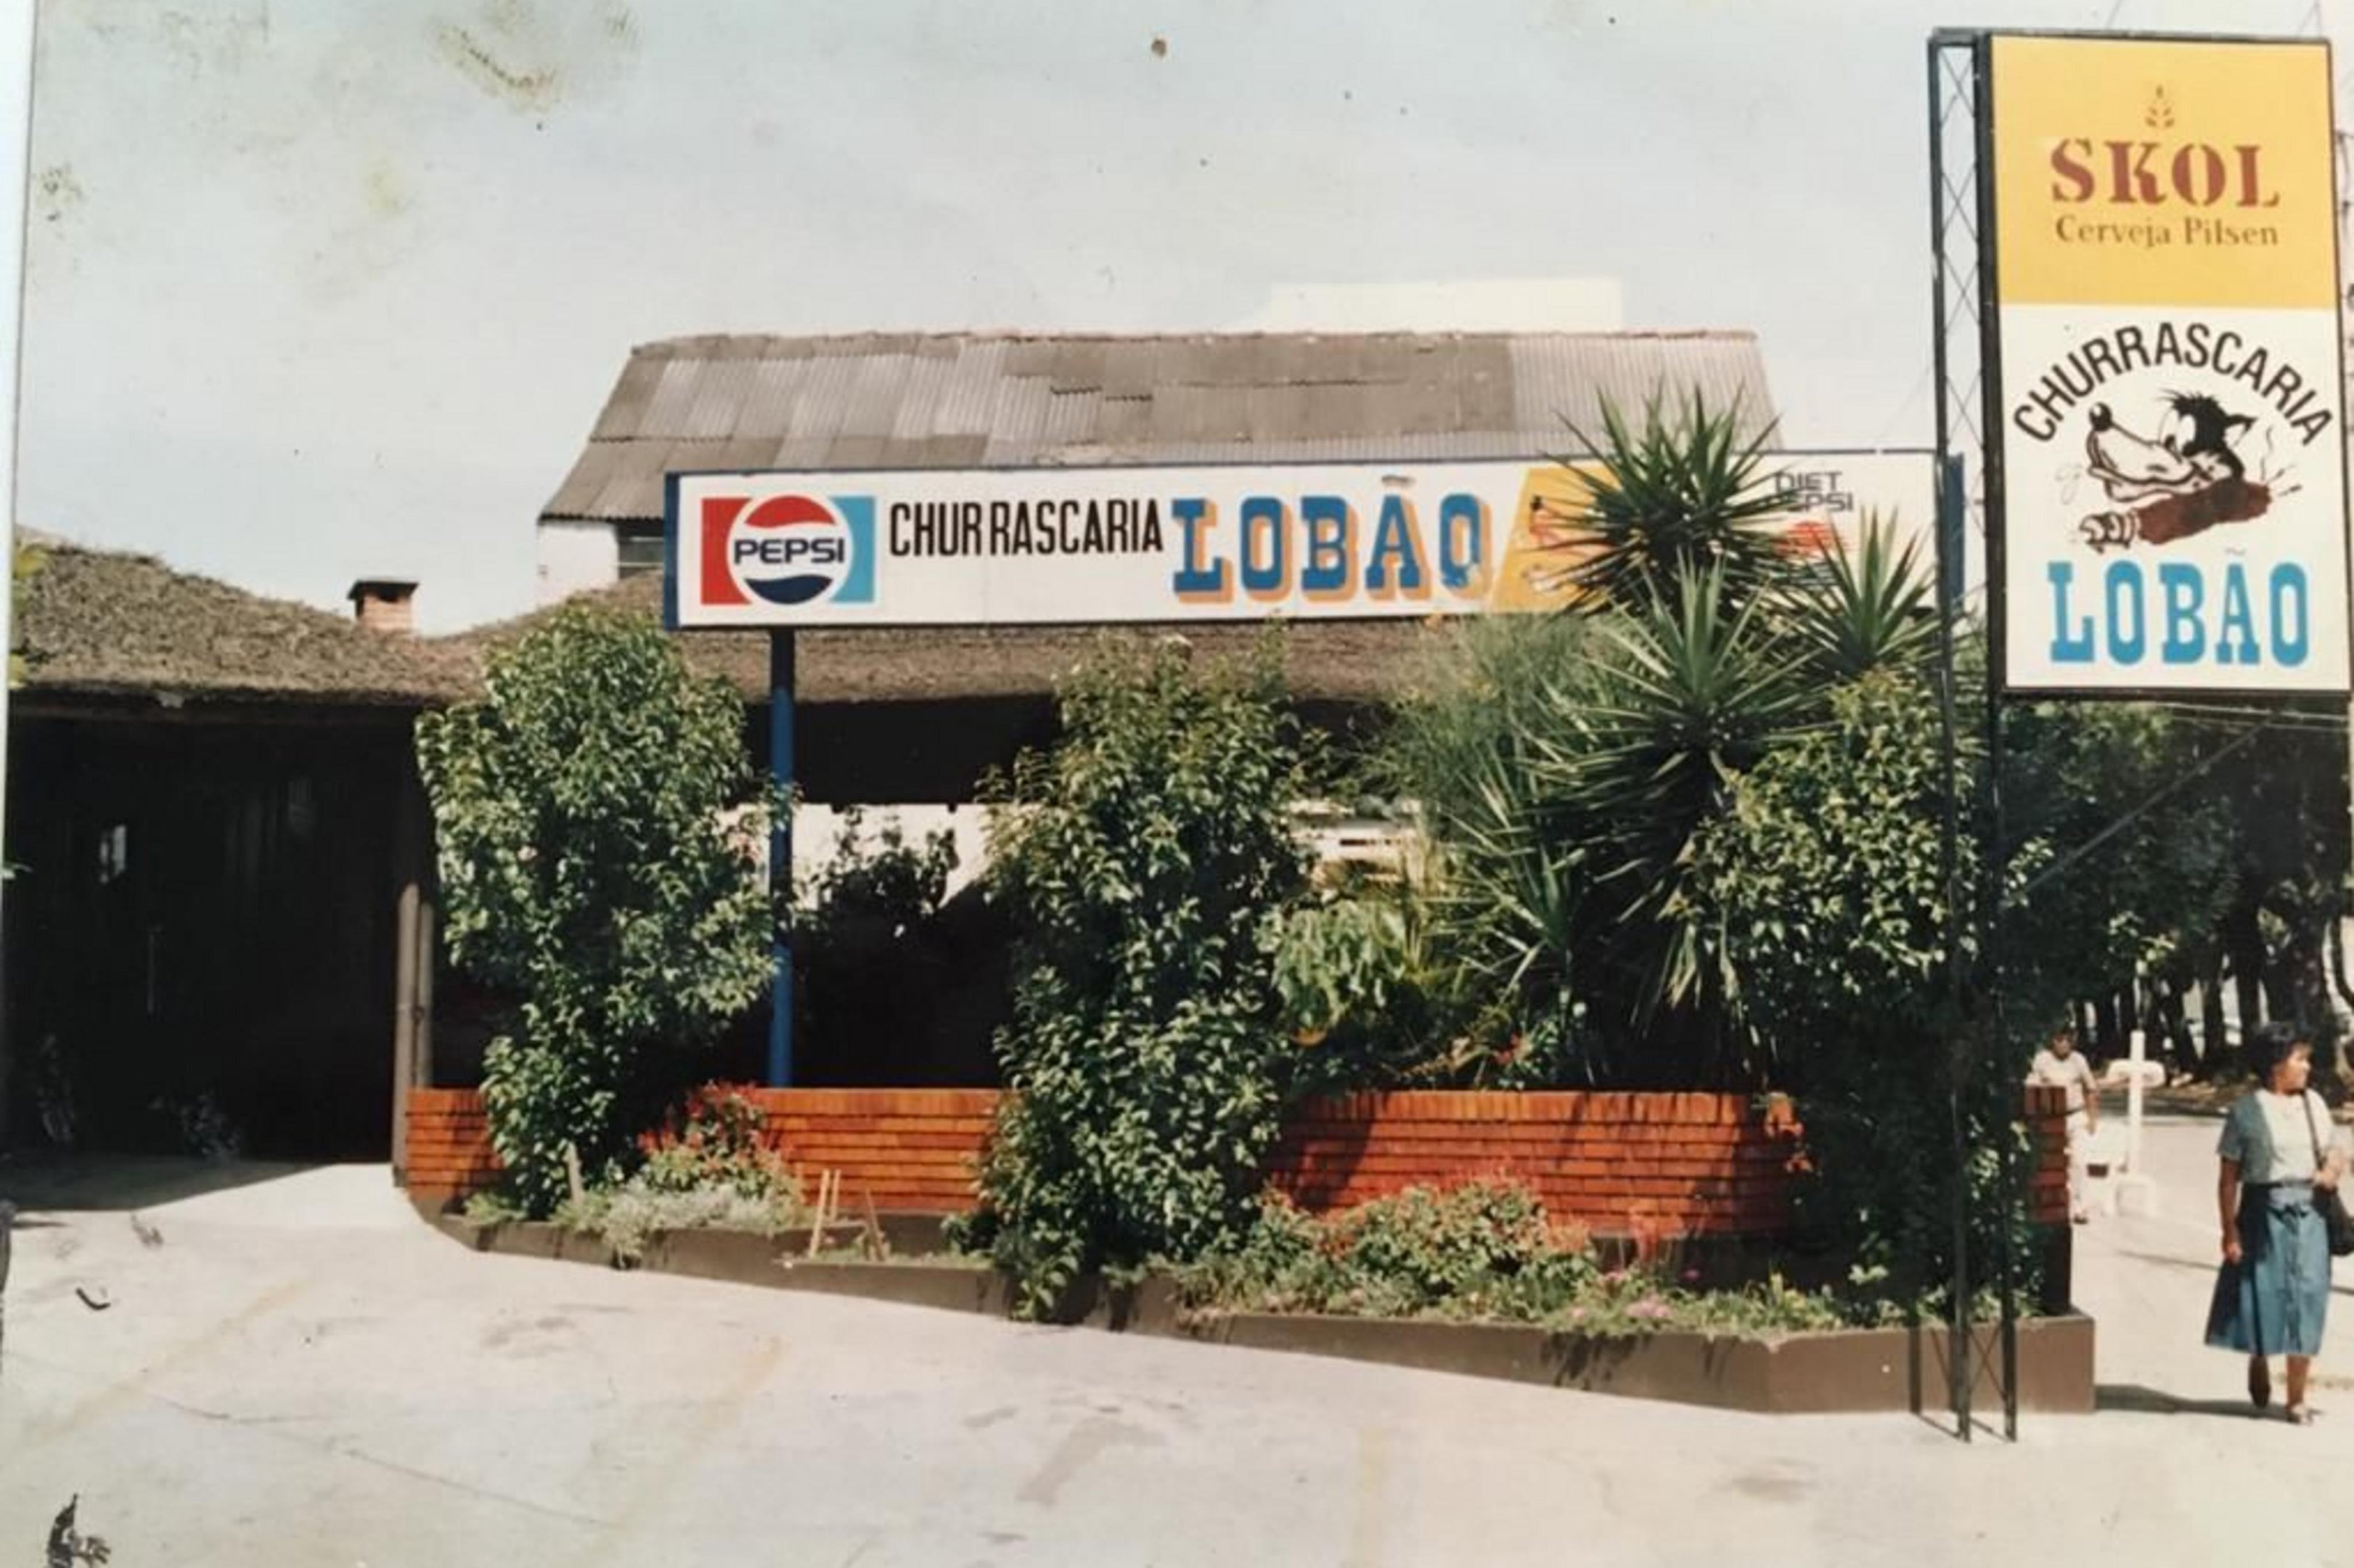 PEPSI
CHURRASCARIA LOBÃO
DIET
PEPSI
SKOL
Cerveja Pilsen
CHURRASCARIA
LOBÃO